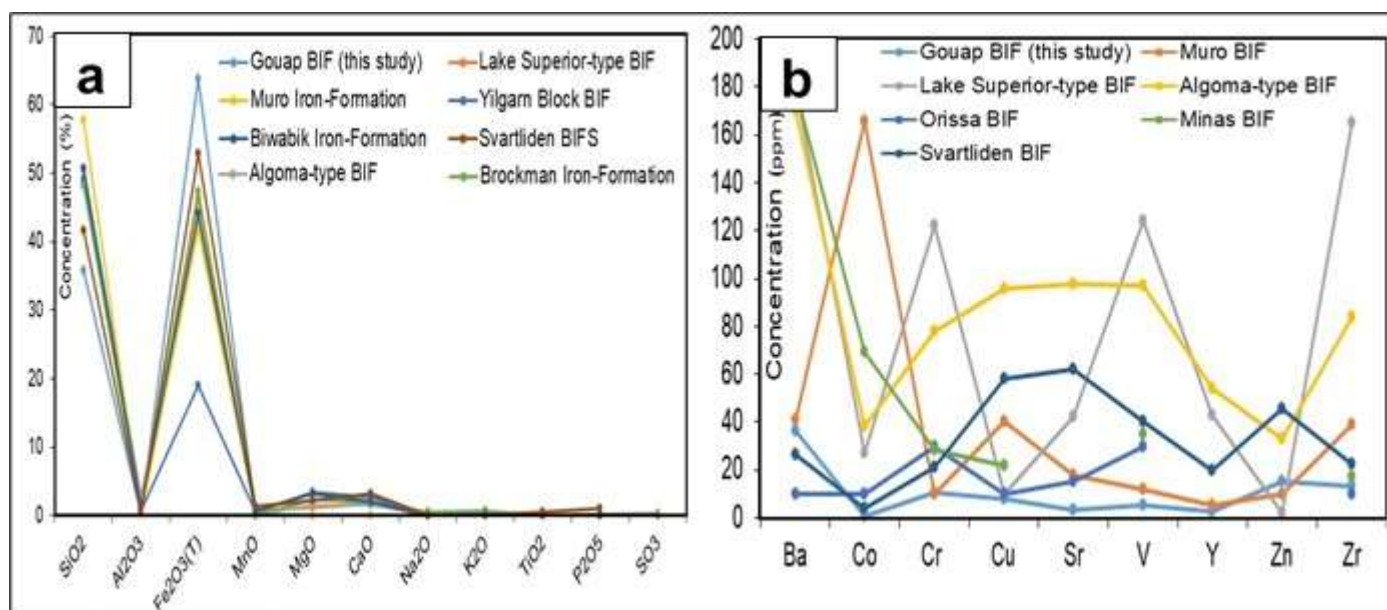 a
Concentration (%)
70
60
50
40
30
20
10
0
Gouap BIF (this study)
Lake Superior-type BIF
Muro Iron-Formation
Yilgarn Block BIF
Biwabik Iron-Formation
Svartliden BIFS
Algoma-type BIF
Brockman Iron-Formation
SiO2
Al2O3
Fe2O3(T)
MnO
MgO
CaO
Na2O
K2O
TiO2
P2O5
SO3
b
Concentration (ppm)
200
180
160
140
120
100
80
60
40
20
0
Gouap BIF (this study)
Muro BIF
Lake Superior-type BIF
Algoma-type BIF
Orissa BIF
Minas BIF
Svartliden BIF
Ba
Co
Cr
Cu
Sr
V
Y
Zn
Zr